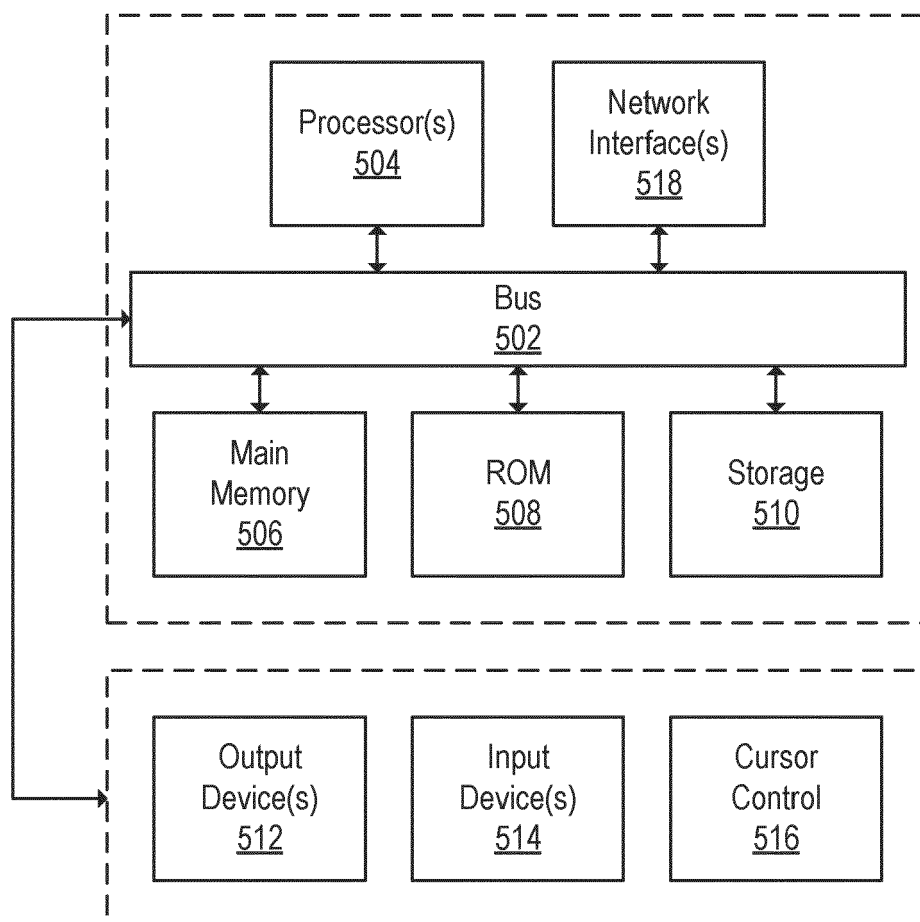 Processor(s)
504
Network
Interface(s)
518
Bus
502
Main
Memory
506
ROM
508
Storage
510
Output
Device(s)
512
Input
Device(s)
514
Cursor
Control
516